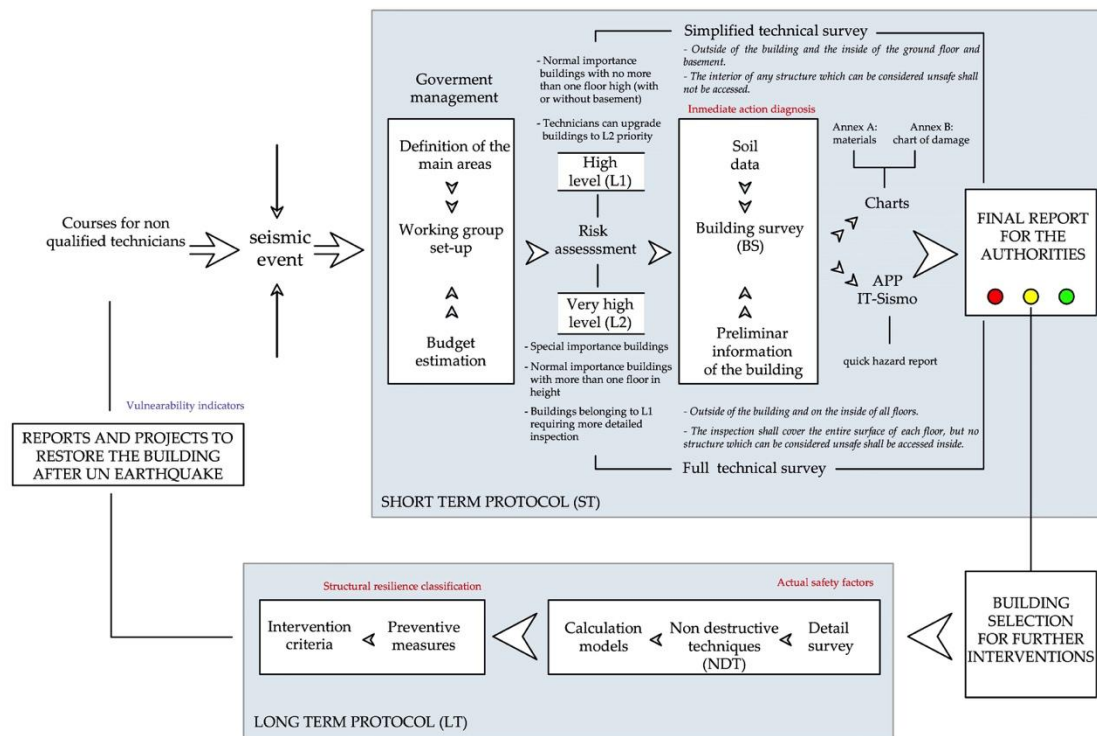 Simplified technical survey
- Outside of the building and the inside of the ground floor and
basement.
- The interior of any structure which can be considered unsafe shall
not be accessed.
- Normal importance
buildings with no more
than one floor high (with
or without basement)
- Technicians can upgrade
buildings to L2 priority
Goverment
management
Definition of the
main areas
Working group
set-up
Budget
estimation
High
level (L1)
Risk
assesssment
Very high
level (L2)
- Special importance buildings
- Normal importance buildings
with more than one floor in
height
- Buildings belonging to L1
requiring more detailed
inspection
Inmediate action diagnosis
Soil
data
Building survey
(BS)
Preliminar
information
of the building
Annex A:
materials
Annex B:
chart of damage
Charts
APP
IT-Sismo
quick hazard report
FINAL REPORT
FOR THE
AUTHORITIES
- Outside of the building and on the inside of all floors.
- The inspection shall cover the entire surface of each floor, but no
structure which can be considered unsafe shall be accessed inside.
Full technical survey
SHORT TERM PROTOCOL (ST)
Courses for non
qualified technicians
seismic
event
Vulnearability indicators
REPORTS AND PROJECTS TO
RESTORE THE BUILDING
AFTER UN EARTHQUAKE
Structural resilience classification
Intervention
criteria
Preventive
measures
Actual safety factors
Calculation
models
Non destructive
techniques
(NDT)
Detail
survey
LONG TERM PROTOCOL (LT)
BUILDING
SELECTION
FOR FURTHER
INTERVENTIONS